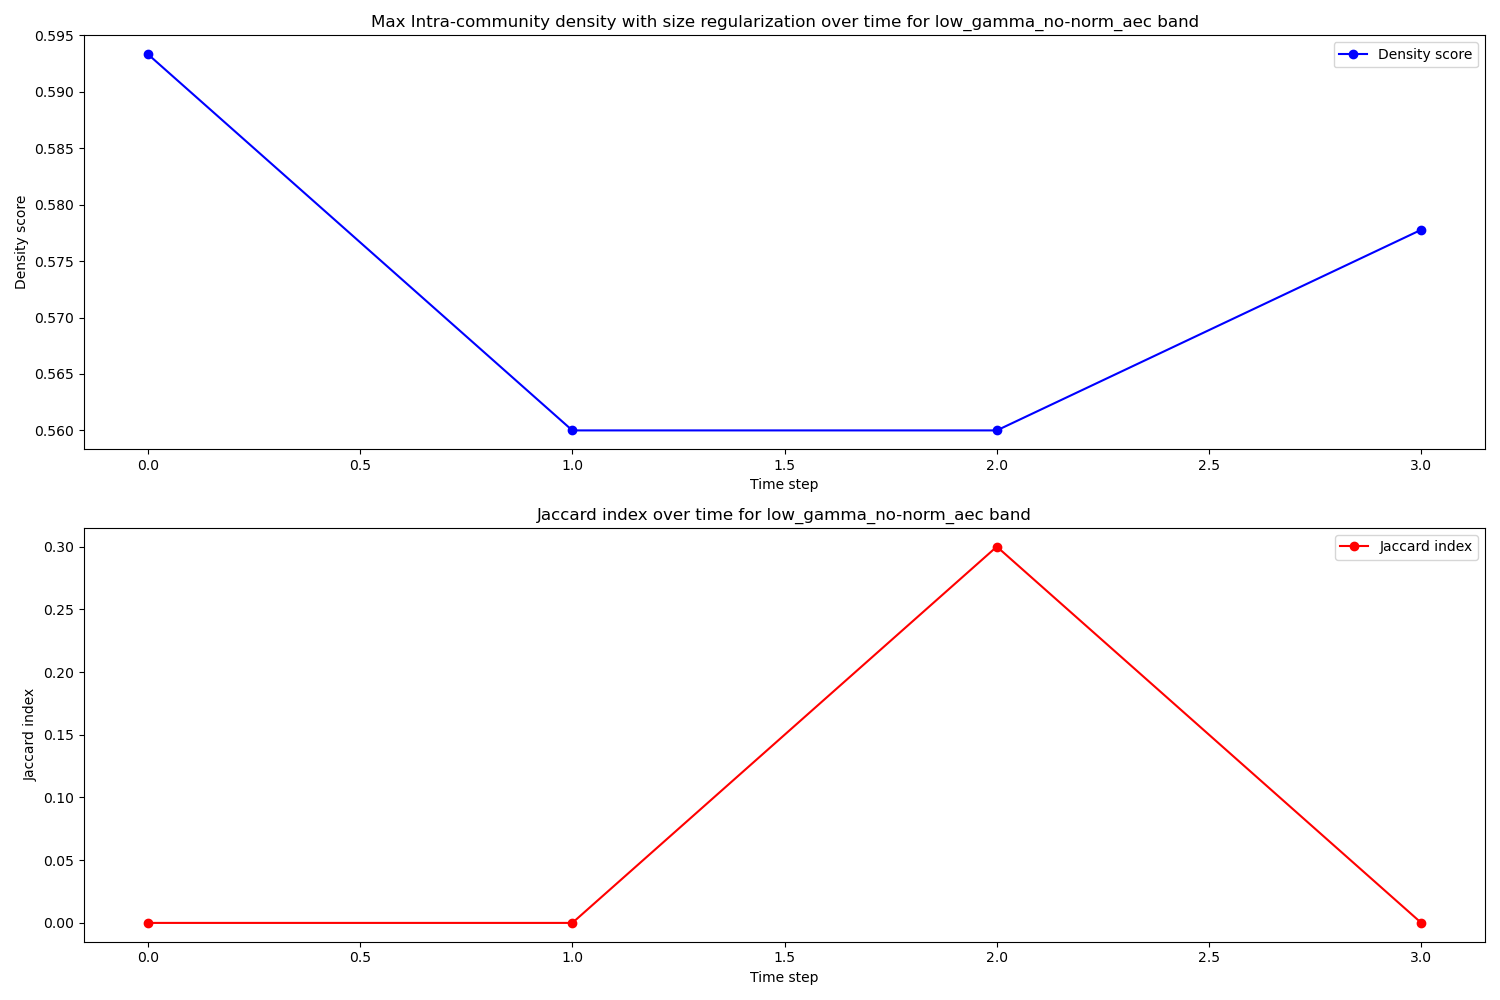 Max Intra-community density with size regularization over time for low_gamma_no-norm_aec band
Density score
0.595
0.590
0.585
0.580
0.575
0.570
0.565
0.560
Density score
0.0 0.5 1.0 1.5 2.0 2.5 3.0
Time step
Jaccard index over time for low_gamma_no-norm_aec band
Jaccard index
0.30
0.25
0.20
0.15
0.10
0.05
0.00
Jaccard index
0.0 0.5 1.0 1.5 2.0 2.5 3.0
Time step